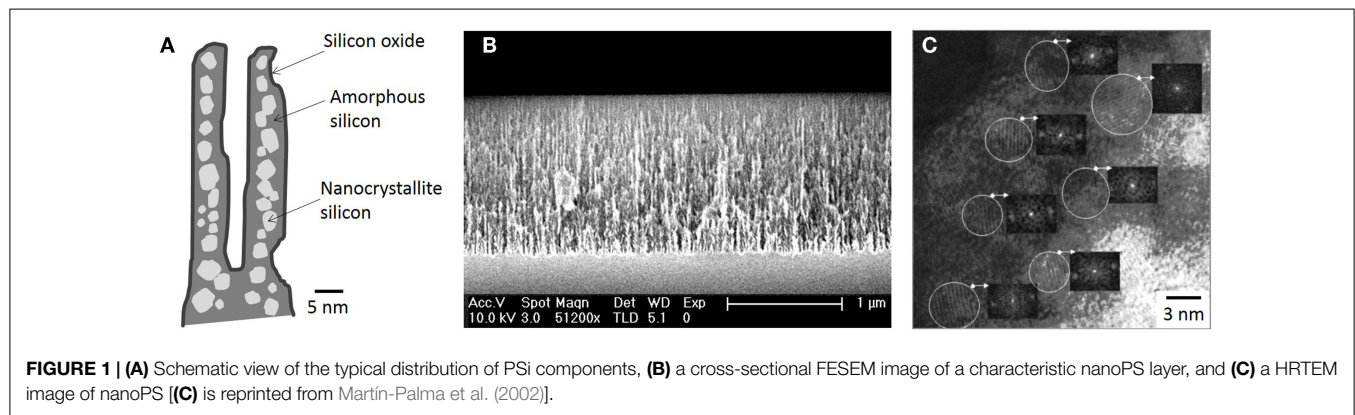 A
Silicon oxide
Amorphous
silicon
Nanocrystallite
silicon
5 nm
B
Acc.V Spot Magn Det WD Exp 1 µm
10.0 kV 3.0 51200x TLD 5.1 0
C
3 nm
FIGURE 1 | (A) Schematic view of the typical distribution of PSi components, (B) a cross-sectional FESEM image of a characteristic nanoPS layer, and (C) a HRTEM
image of nanoPS [(C) is reprinted from Martín-Palma et al. (2002)].